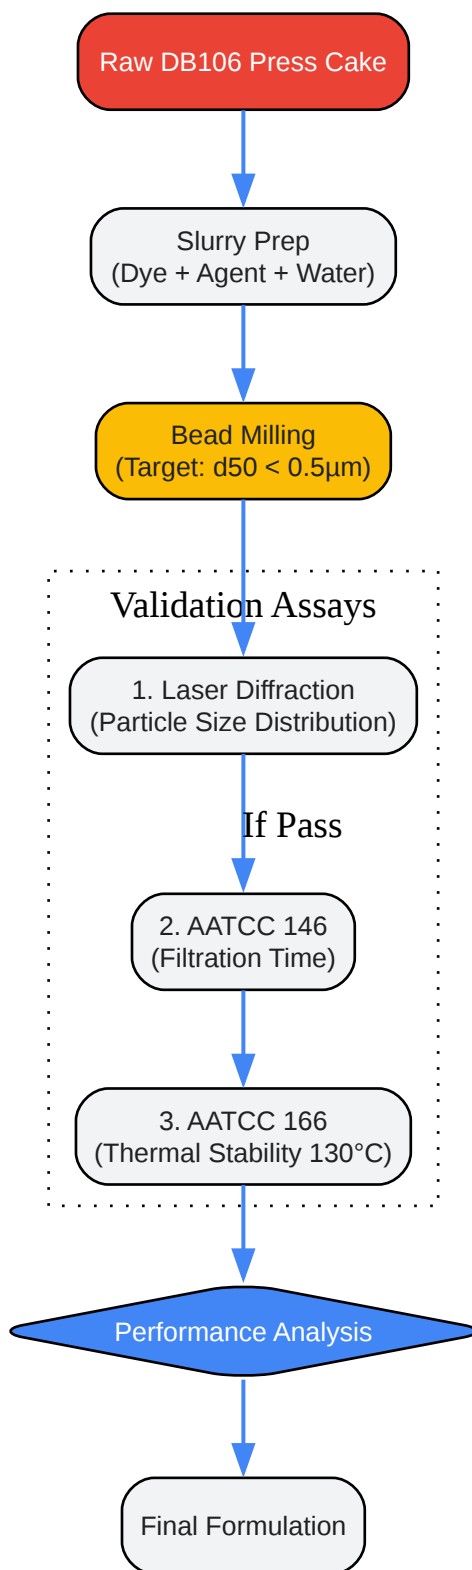 Raw DB106 Press Cake
Slurry Prep
(Dye + Agent + Water)
Bead Milling
(Target: d50 < 0.5µm)
Validation Assays
1. Laser Diffraction
(Particle Size Distribution)
If Pass
2. AATCC 146
(Filtration Time)
3. AATCC 166
(Thermal Stability 130°C)
Performance Analysis
Final Formulation